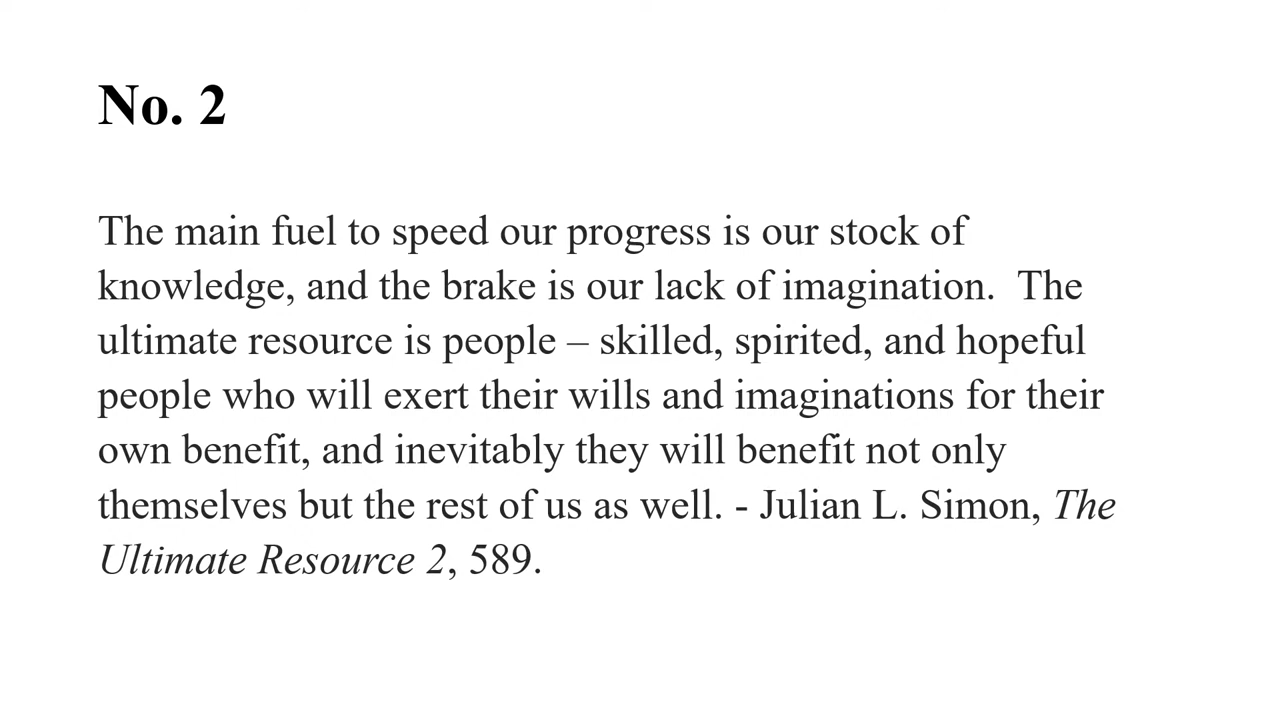 No. 2
The main fuel to speed our progress is our stock of
knowledge, and the brake is our lack of imagination.  The
ultimate resource is people – skilled, spirited, and hopeful
people who will exert their wills and imaginations for their
own benefit, and inevitably they will benefit not only
themselves but the rest of us as well. - Julian L. Simon, The
Ultimate Resource 2, 589.